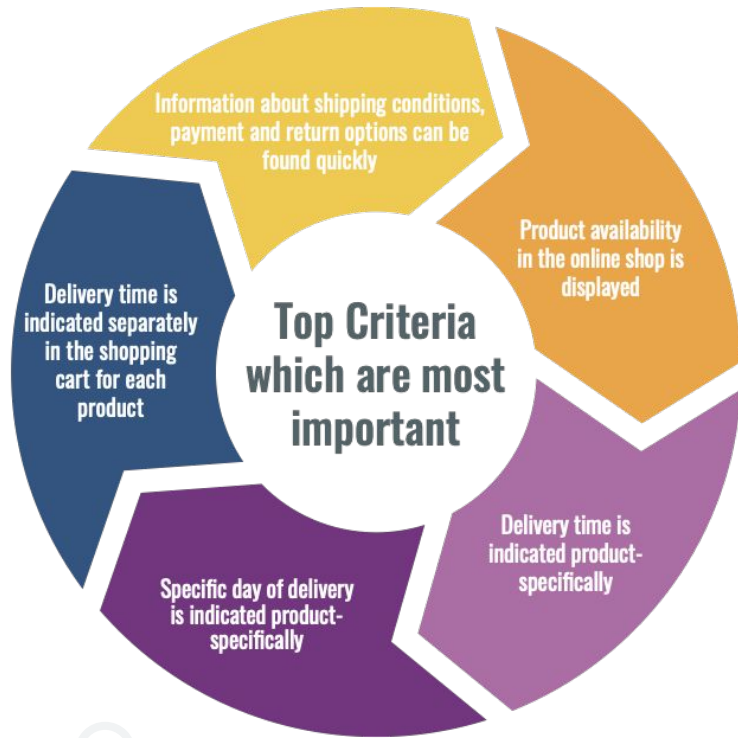 Information about shipping conditions,
payment and return options can be
found quickly
Product availability
in the online shop is
displayed
Delivery time is
indicated product-
specifically
Specific day of delivery
is indicated product-
specifically
Delivery time is
indicated separately
in the shopping
cart for each
product
Top Criteria
which are most
important